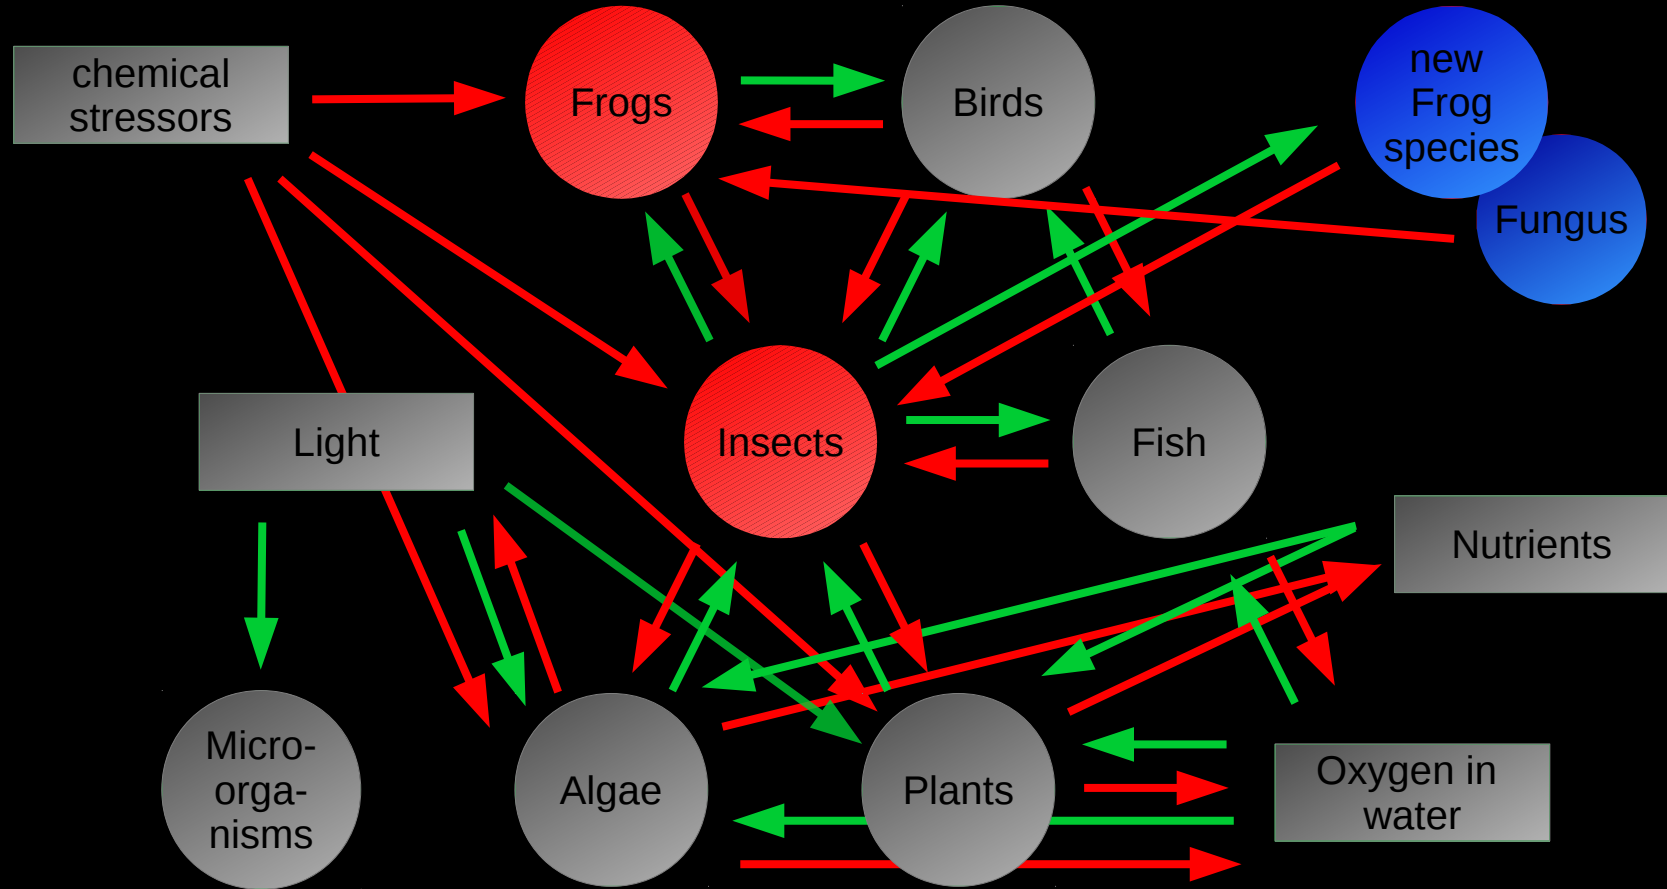 chemical
stressors
Frogs
Birds
new
Frog
species
Fungus
Light
Insects
Fish
Nutrients
Micro-
orga-
nisms
Algae
Plants
Oxygen in
water